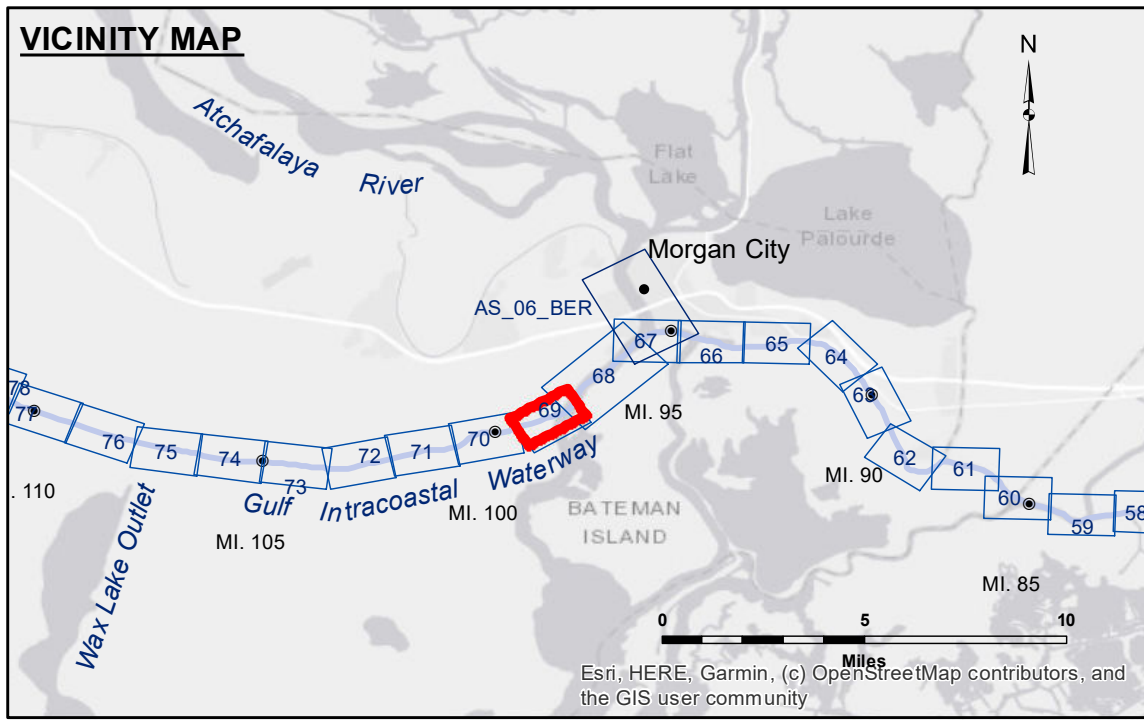 VICINITY MAP
N
Atchafalaya
River
Flat
Lake
Lake
Palourde
Morgan City
AS_06_BER
67
66
65
64
63
62
61
60
59
58
68
69
70
71
72
73
74
75
76
77
78
MI. 95
MI. 90
MI. 85
MI. 100
MI. 105
. 110
Gulf
Intracoastal
Waterway
Wax Lake Outlet
BATEMAN
ISLAND
0 5 10
Miles
Esri, HERE, Garmin, (c) OpenStreetMap contributors, and
the GIS user community